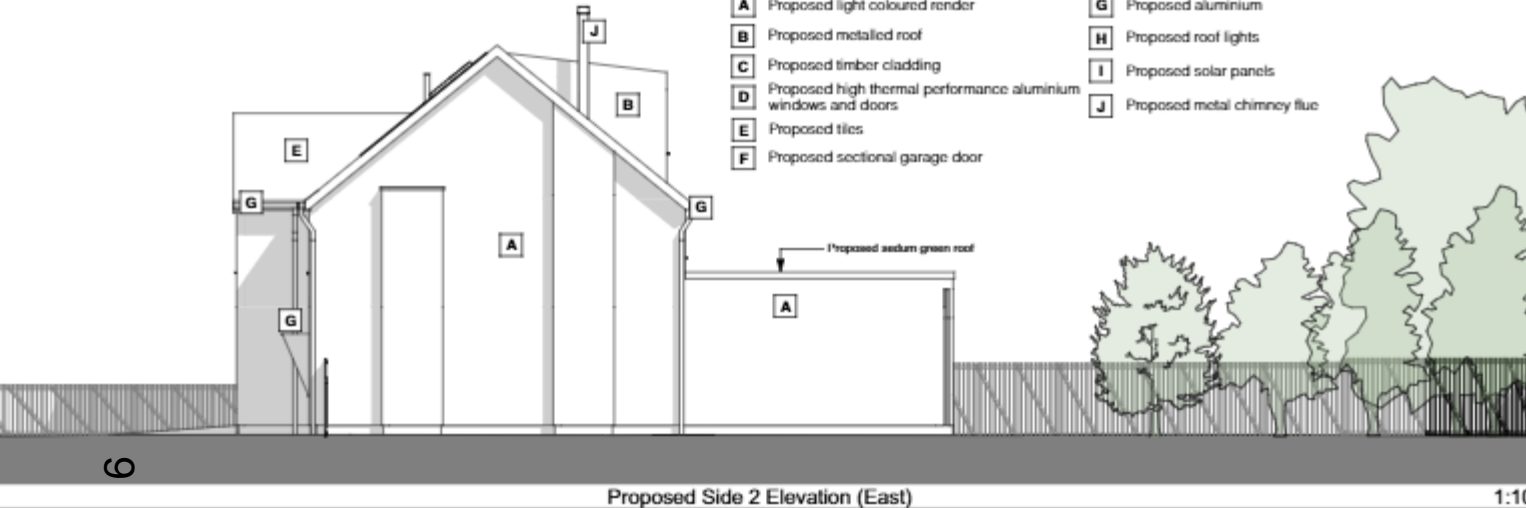 A Proposed light coloured render
B Proposed metalled roof
C Proposed timber cladding
D Proposed high thermal performance aluminium
windows and doors
E Proposed tiles
F Proposed sectional garage door
G Proposed aluminium
H Proposed roof lights
I Proposed solar panels
J Proposed metal chimney flue
J
B
E
G
G
A
Proposed sedum green roof
A
G
6
Proposed Side 2 Elevation (East)